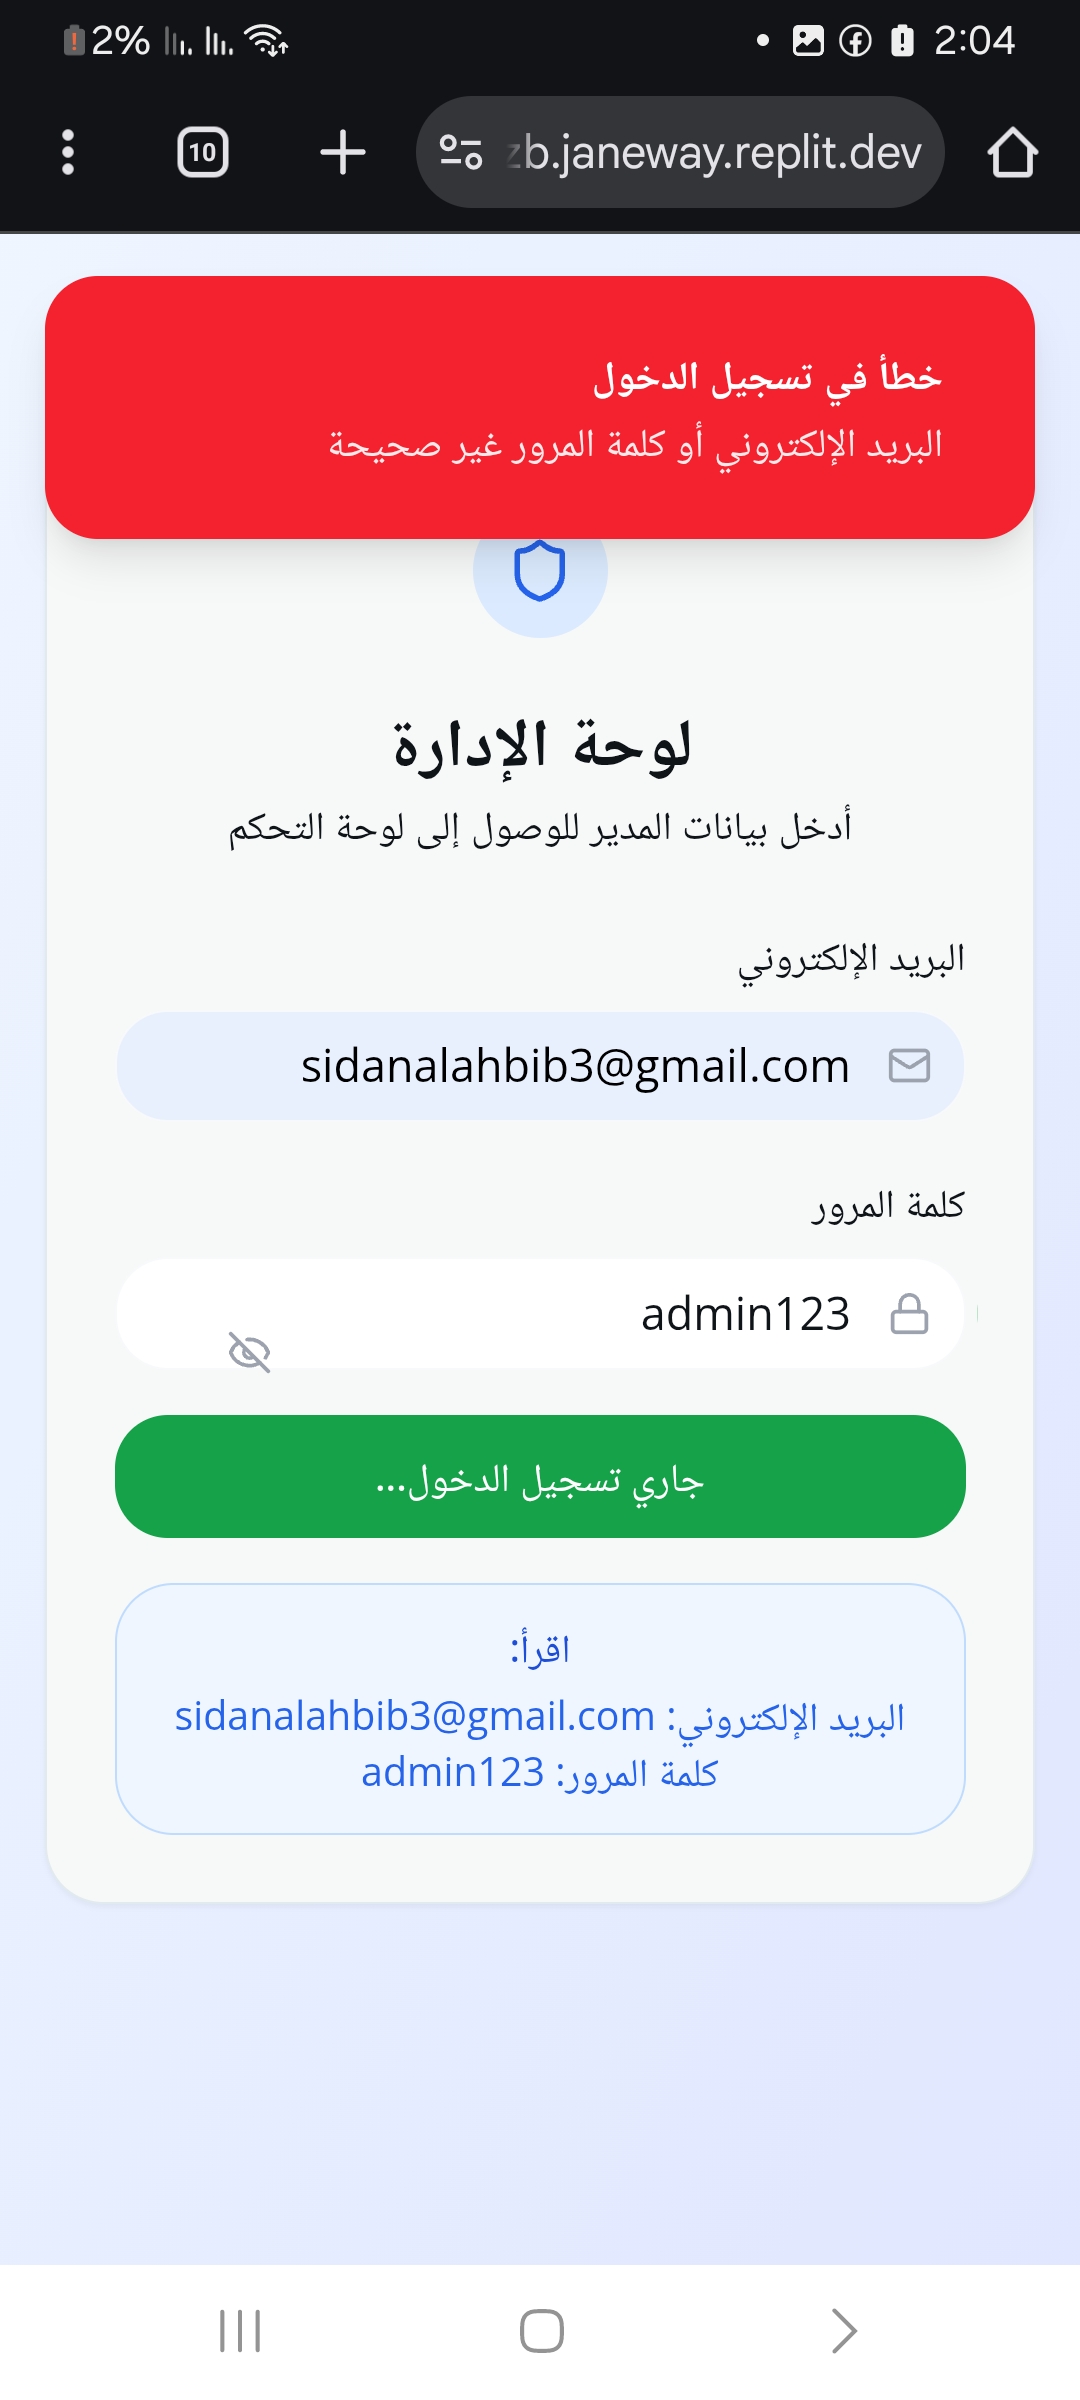 2% 2:04
10 zb.janeway.replit.dev
خطأ في تسجيل الدخول
البريد الإلكتروني أو كلمة المرور غير صحيحة
لوحة الإدارة
أدخل بيانات المدير للوصول إلى لوحة التحكم
البريد الإلكتروني
sidanalahbib3@gmail.com
كلمة المرور
admin123
جاري تسجيل الدخول...
اقرأ:
البريد الإلكتروني: sidanalahbib3@gmail.com
كلمة المرور: admin123